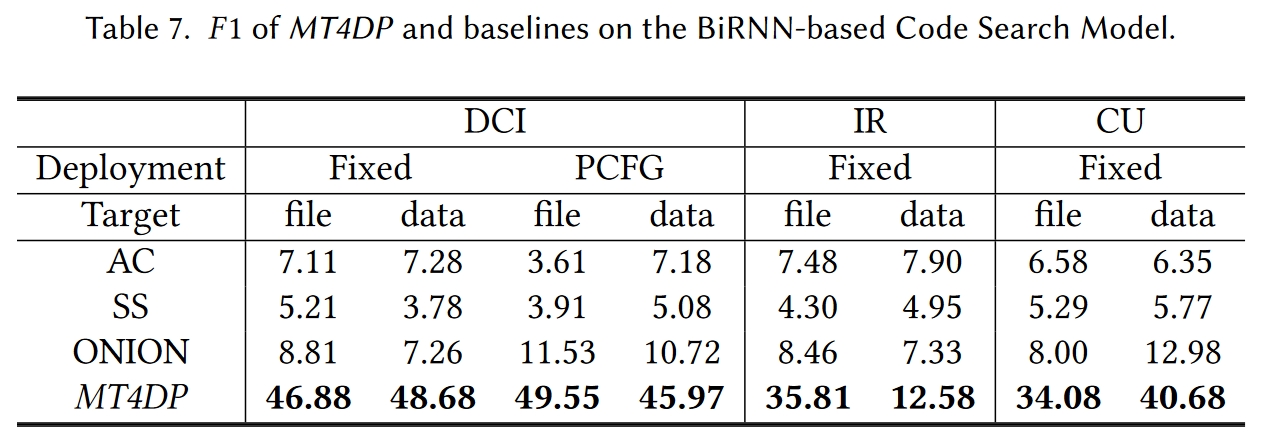 Table 7. F1 of MT4DP and baselines on the BiRNN-based Code Search Model.
DCI IR CU
Deployment Fixed PCFG Fixed Fixed
Target file data file data file data file data
AC 7.11 7.28 3.61 7.18 7.48 7.90 6.58 6.35
SS 5.21 3.78 3.91 5.08 4.30 4.95 5.29 5.77
ONION 8.81 7.26 11.53 10.72 8.46 7.33 8.00 12.98
MT4DP 46.88 48.68 49.55 45.97 35.81 12.58 34.08 40.68